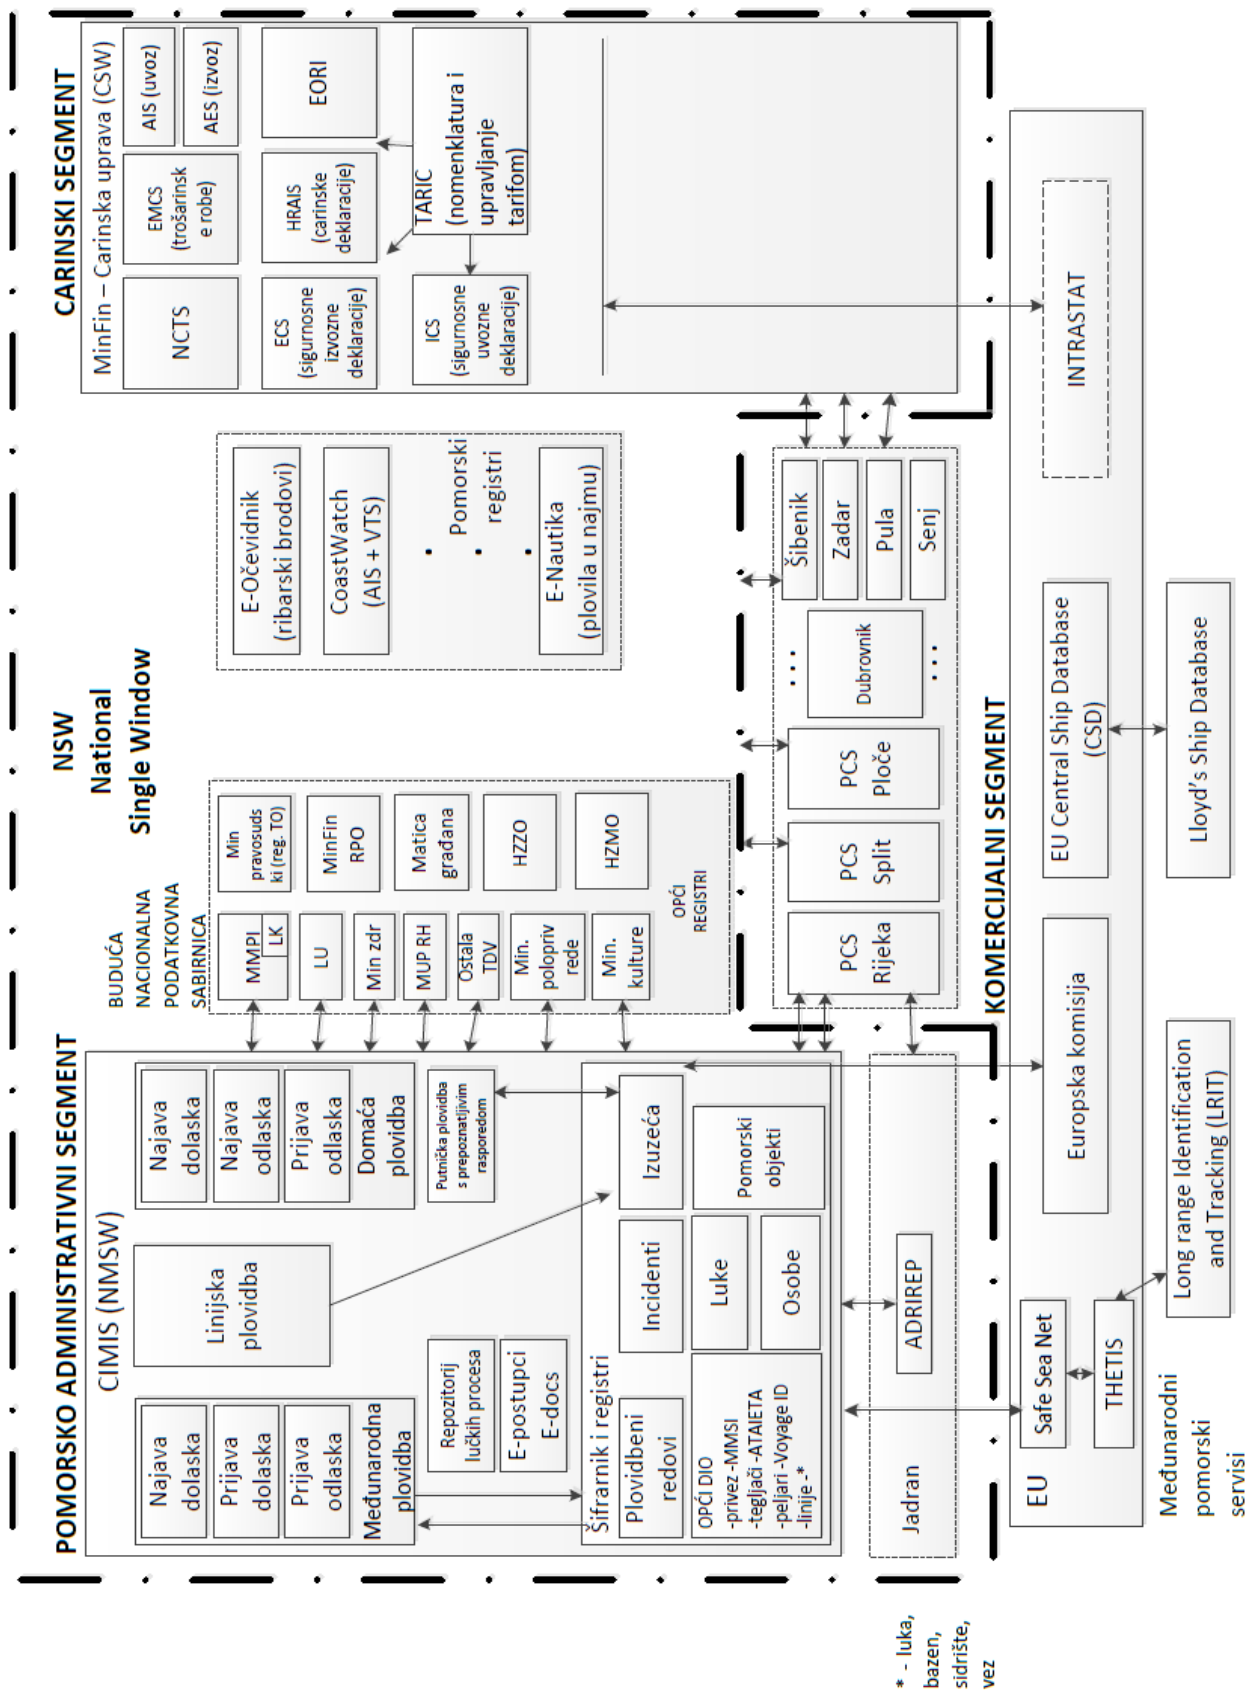 POMORSKO ADMINISTRATIVNI SEGMENT
CIMIS (NMSW)
Najava
dolaska
Prijava
dolaska
Prijava
odlaska
Međunarodna
plovidba
Linijska
plovidba
Najava
dolaska
Najava
odlaska
Prijava
odlaska
Domaća
plovidba
Repozitorij
lučkih procesa
E-postupci
E-docs
Putnička plovidba
s prepoznatljivim
rasporedom
Šifrarnik i registri
Plovidbeni
redovi
Incidenti
Izuzeća
OPĆI DIO
-privez -MMSI
-tegljači -ATAIETA
-peljari -Voyage ID
-linije -*
Luke
Osobe
Pomorski
objekti
Jadran
ADRIREP
* - luka,
bazen,
sidrište,
vez
NSW
National
Single Window
BUDUĆA
NACIONALNA
PODATKOVNA
SABIRNICA
MMPI
LK
LU
Min zdr
MUP RH
Ostala
TDV
Min.
polopriv
rede
Min.
kulture
Min
pravosuds
ki (reg. TO)
MinFin
RPO
Matica
građana
HZZO
HZMO
OPĆI
REGISTRI
E-Očevidnik
(ribarski brodovi)
CoastWatch
(AIS + VTS)
Pomorski
registri
E-Nautika
(plovila u najmu)
CARINSKI SEGMENT
MinFin – Carinska uprava (CSW)
NCTS
EMCS
(trošarinsk
e robe)
AIS (uvoz)
AES (izvoz)
ECS
(sigurnosne
izvozne
deklaracije)
HRAIS
(carinske
deklaracije)
EORI
ICS
(sigurnosne
uvozne
deklaracije)
TARIC
(nomenklatura i
upravljanje
tarifom)
PCS
Rijeka
PCS
Split
PCS
Ploče
...
Dubrovnik
...
Šibenik
Zadar
Pula
Senj
KOMERCIJALNI SEGMENT
EU
Safe Sea Net
THETIS
Europska komisija
EU Central Ship Database
(CSD)
INTRASTAT
Međunarodni
pomorski
servisi
Long range Identification
and Tracking (LRIT)
Lloyd's Ship Database